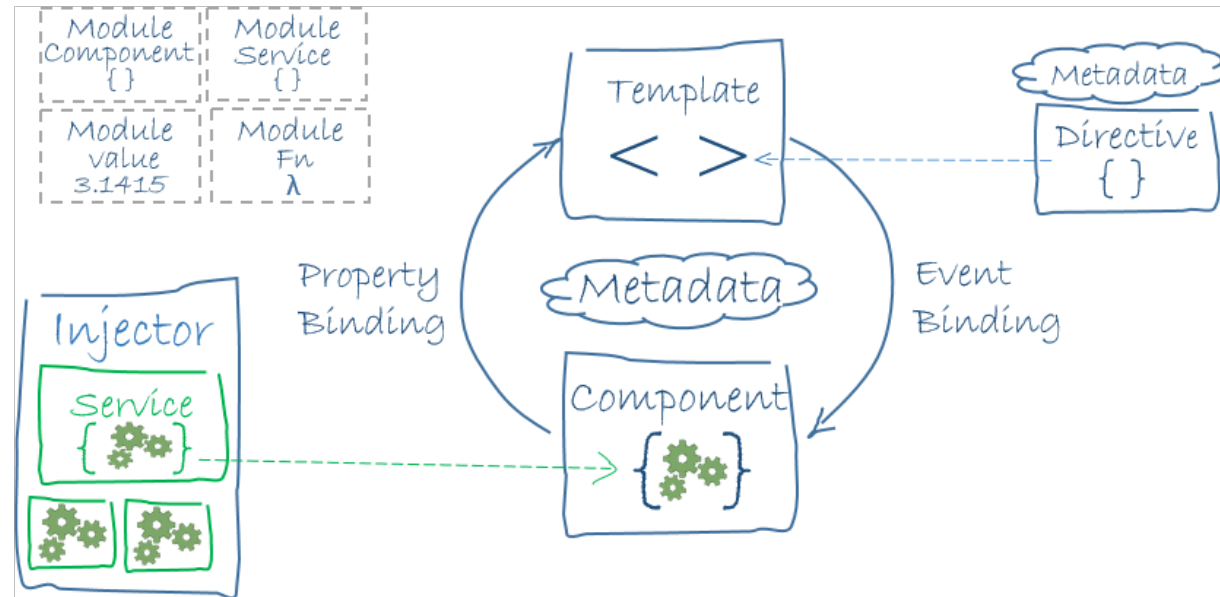 Module
Component
{ }
Module
Service
{ }
Module
value
3.1415
Module
Fn
λ
Template
< >
Metadata
Directive
{ }
Property
Binding
Metadata
Event
Binding
Injector
Service
{ }
Component
{ }